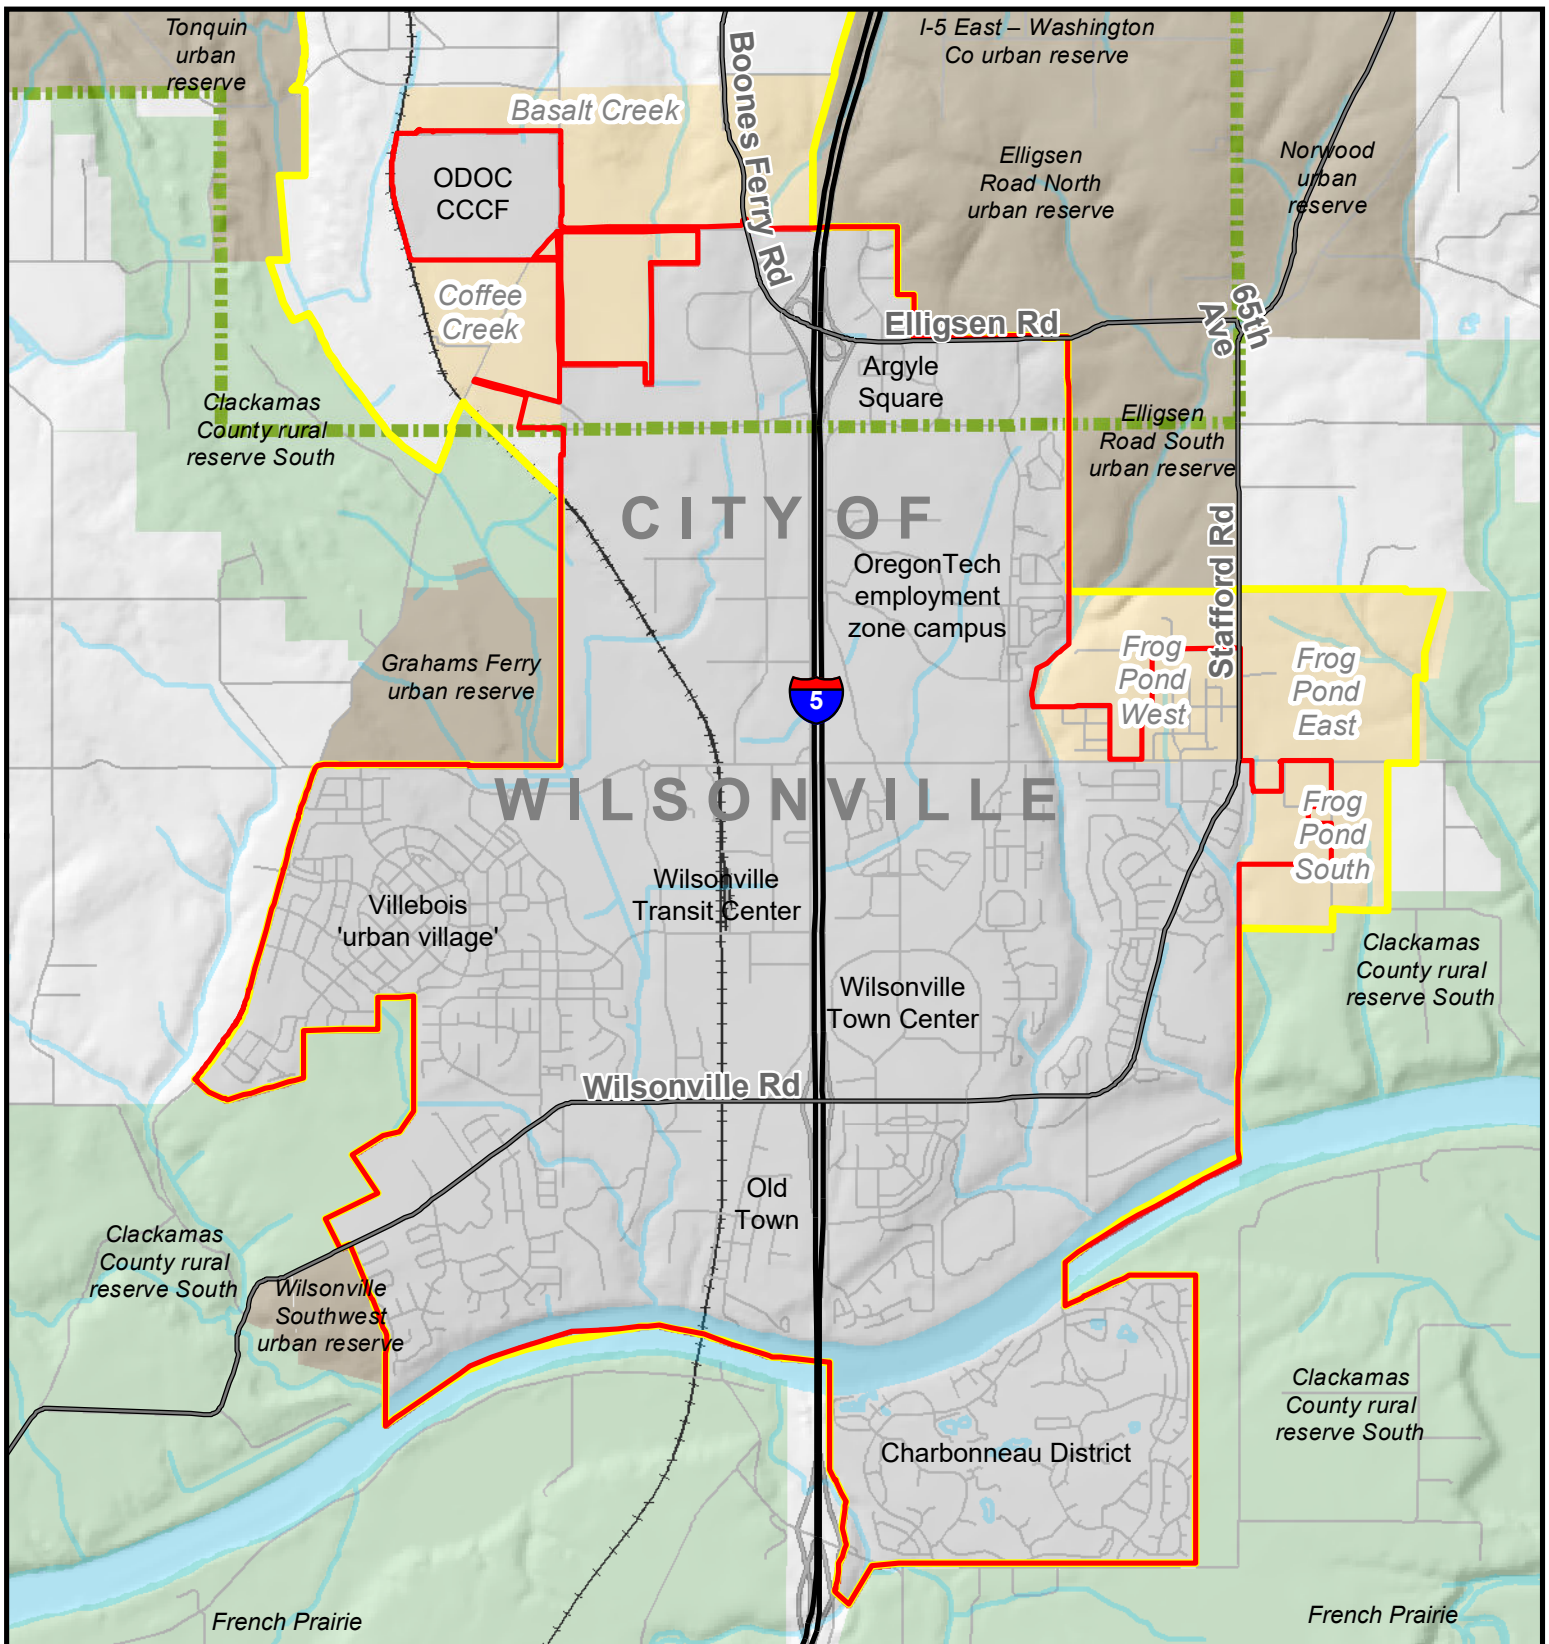 Tonquin
urban
reserve
I-5 East – Washington
Co urban reserve
Basalt Creek
Boones Ferry Rd
ODOC
CCCF
Elligsen
Road North
urban reserve
Norwood
urban
reserve
Coffee
Creek
Elligsen Rd
65th
Ave
Argyle
Square
Clackamas
County rural
reserve South
Elligsen
Road South
urban reserve
CITY OF
OregonTech
employment
zone campus
Stafford Rd
Grahams Ferry
urban reserve
Frog
Pond
West
Frog
Pond
East
5
WILSONVILLE
Frog
Pond
South
Villebois
'urban village'
Wilsonville
Transit Center
Clackamas
County rural
reserve South
Wilsonville
Town Center
Wilsonville Rd
Old
Town
Clackamas
County rural
reserve South
Wilsonville
Southwest
urban reserve
Clackamas
County rural
reserve South
Charbonneau District
French Prairie
French Prairie